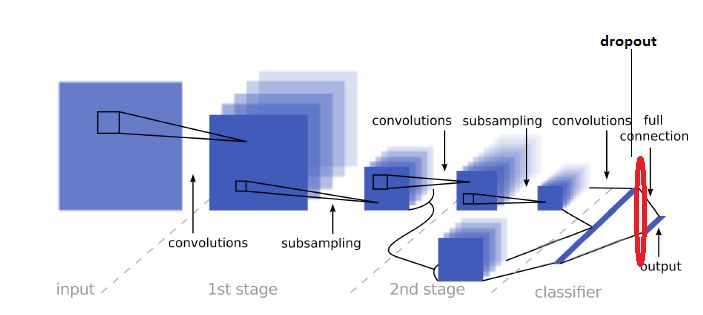 dropout
convolutions
subsampling
convolutions
full
connection
convolutions
subsampling
output
input
1st stage
2nd stage
classifier